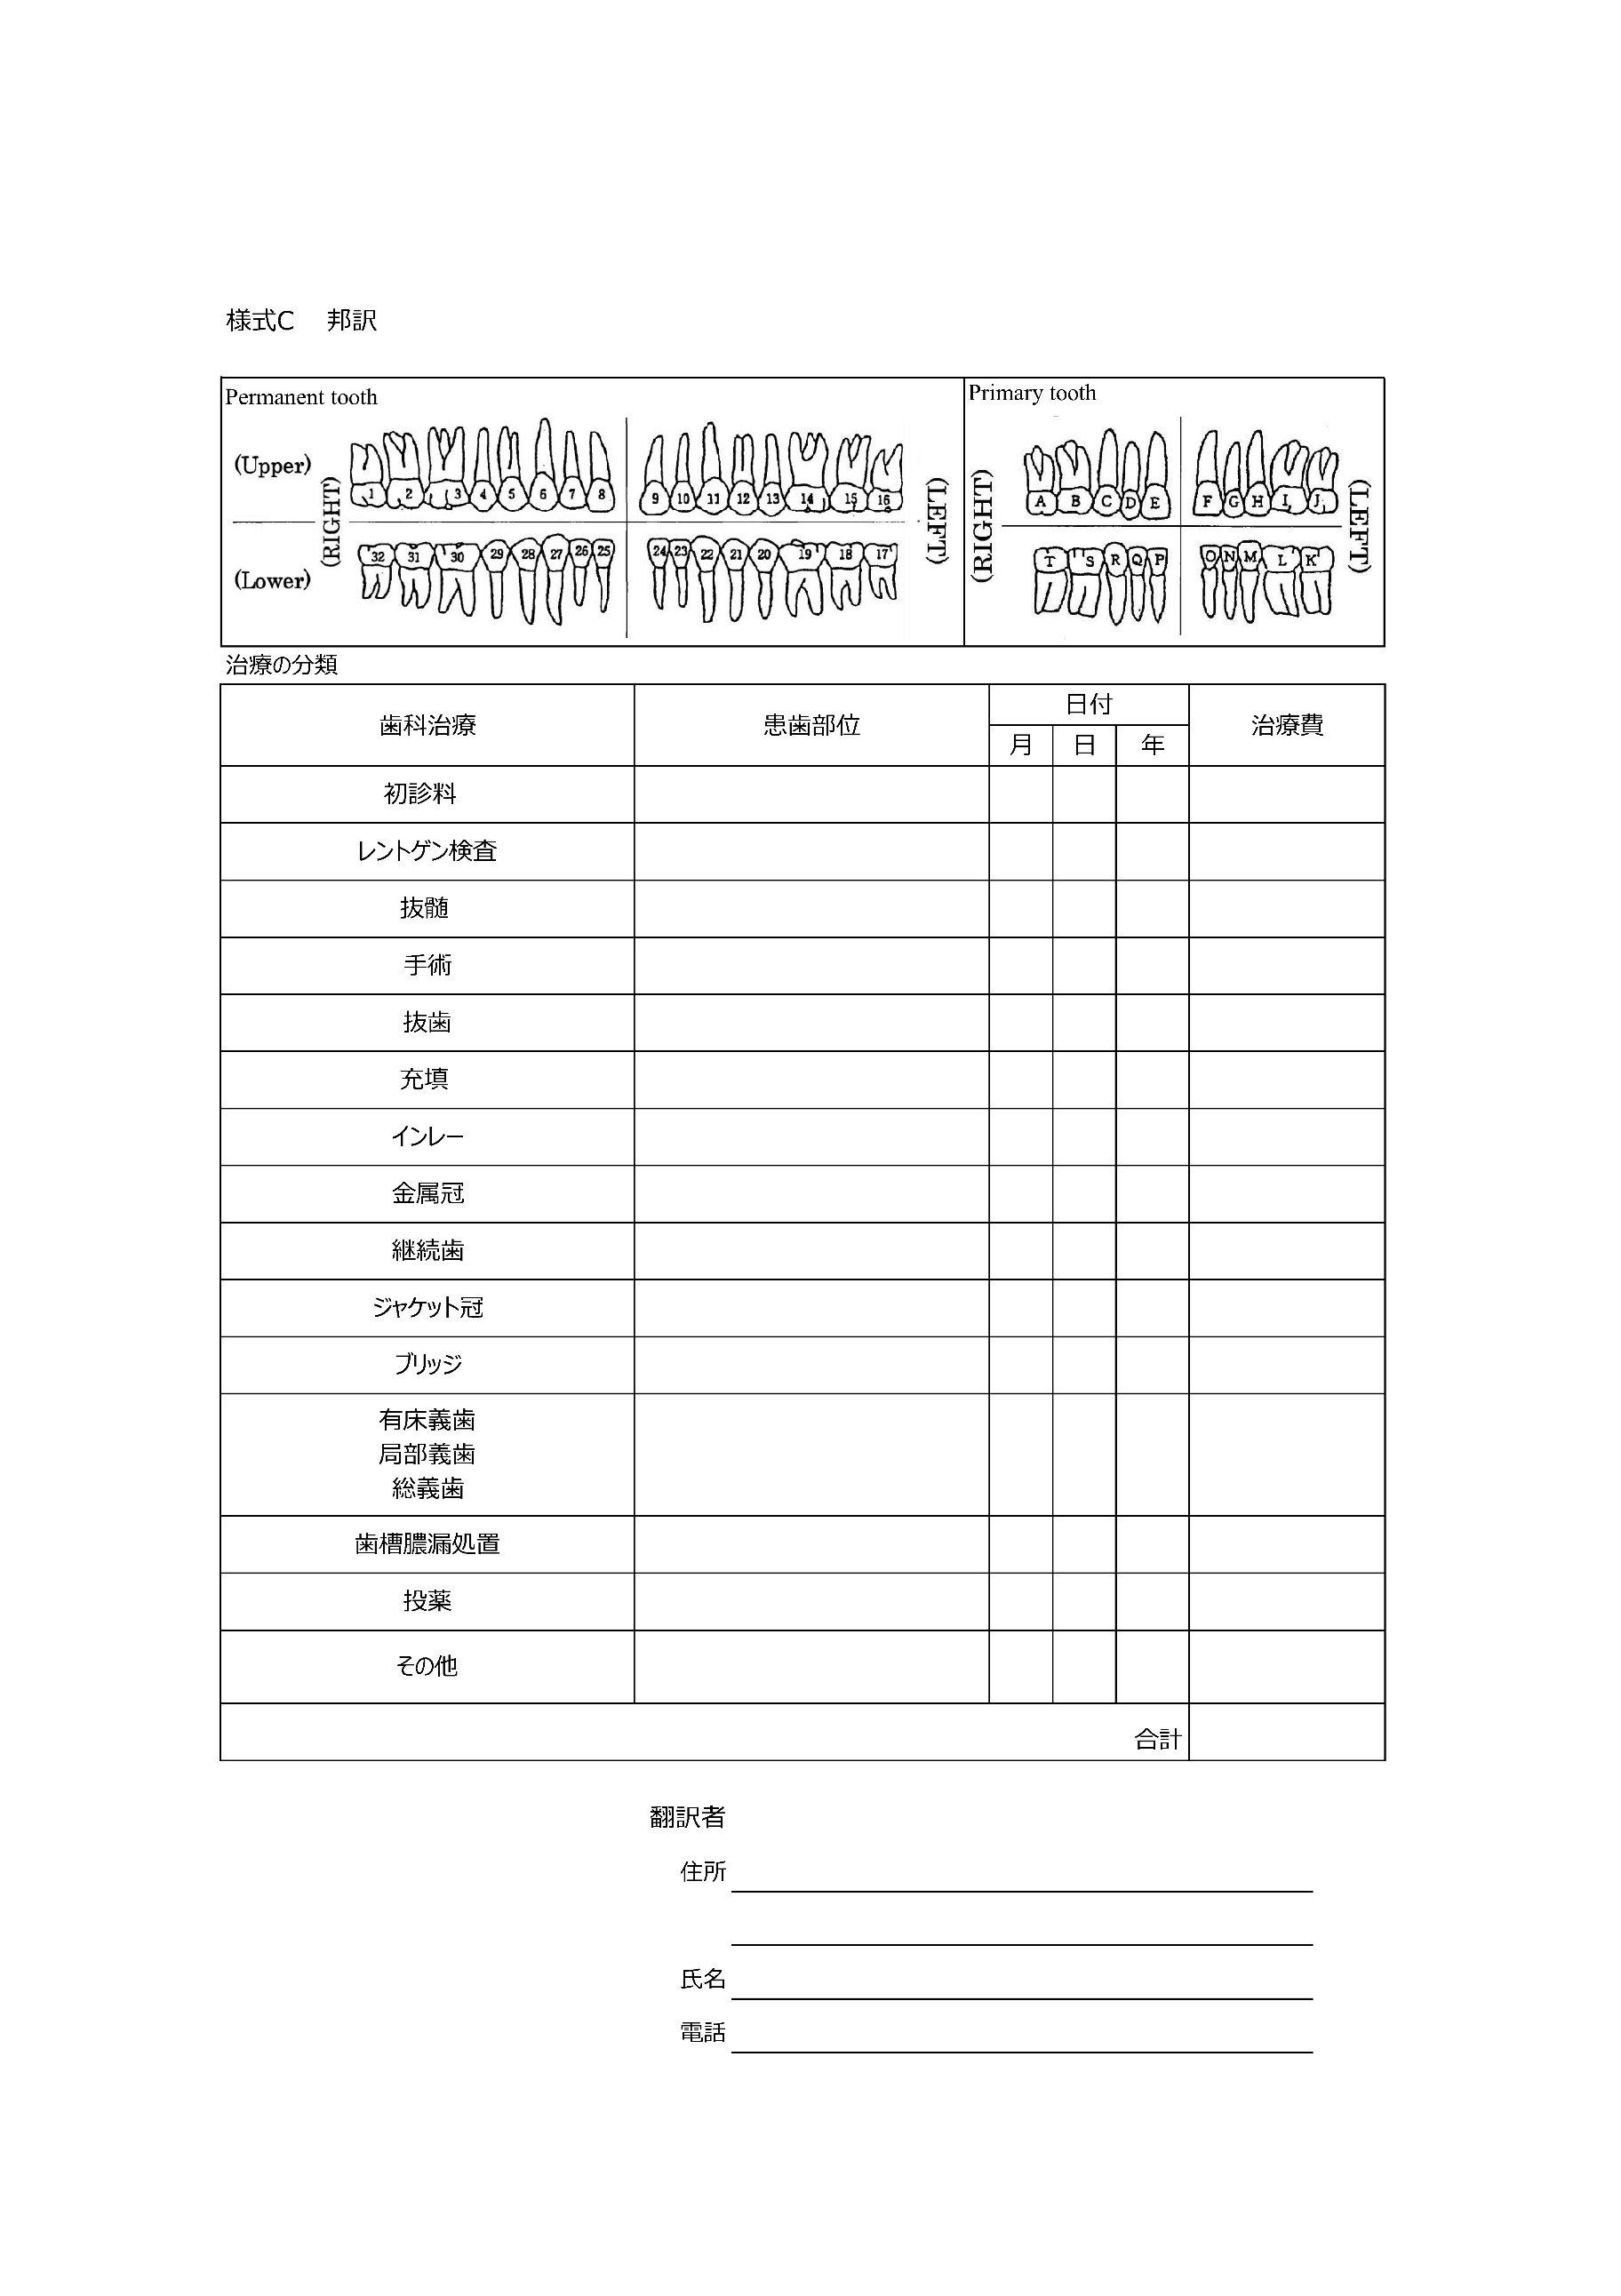 様式C 邦訳
Permanent tooth
(Upper)
(RIGHT)
1 2 3 4 5 6 7 8 9 10 11 12 13 14 15 16
(LEFT)
32 31 30 29 28 27 26 25 24 23 22 21 20 19 18 17
(Lower)
Primary tooth
(RIGHT)
A B C D E F G H I J
(LEFT)
T S R Q P O N M L K
治療の分類
歯科治療 患歯部位 日付 治療費
月 日 年
初診料
レントゲン検査
抜髄
手術
抜歯
充填
インレー
金属冠
継続歯
ジャケット冠
ブリッジ
有床義歯
局部義歯
総義歯
歯槽膿漏処置
投薬
その他
合計
翻訳者
住所
氏名
電話